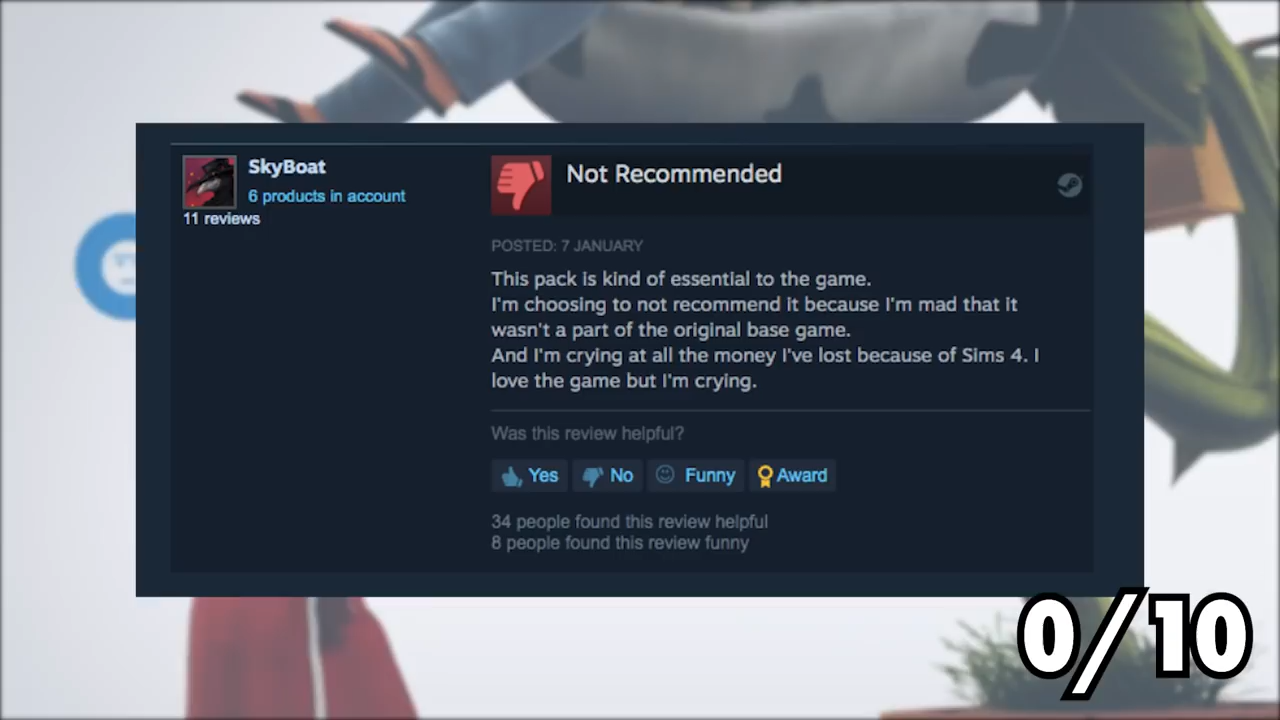 SkyBoat
6 products in account
11 reviews
Not Recommended
POSTED: 7 JANUARY
This pack is kind of essential to the game.
I'm choosing to not recommend it because I'm mad that it
wasn't a part of the original base game.
And I'm crying at all the money I've lost because of Sims 4. I
love the game but I'm crying.
Was this review helpful?
Yes
No
Funny
Award
34 people found this review helpful
8 people found this review funny
0/10